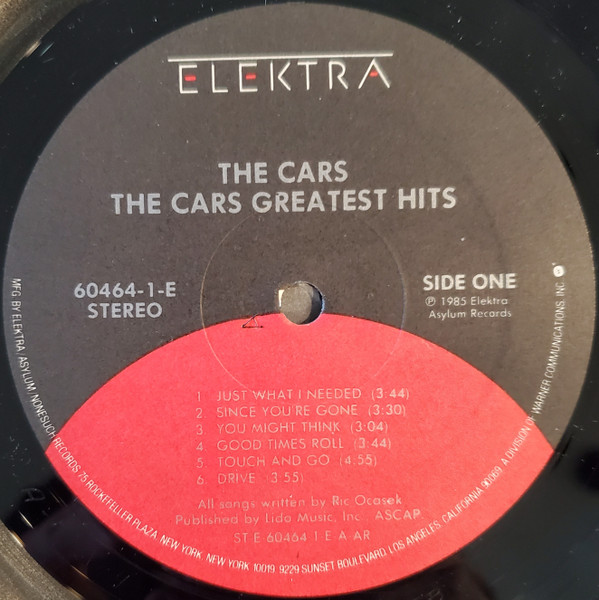 ELEKTRA
THE CARS
THE CARS GREATEST HITS
60464-1-E
STEREO
SIDE ONE
℗ 1985 Elektra
Asylum Records
1. JUST WHAT I NEEDED (3:44)
2. SINCE YOU'RE GONE (3:30)
3. YOU MIGHT THINK (3:04)
4. GOOD TIMES ROLL (3:44)
5. TOUCH AND GO (4:55)
6. DRIVE 3:55)
All songs written by Ric Ocasek
Published by Lido Music, Inc. ASCAP
ST E 60464 1 E A-AR
MFG. BY ELEKTRA/ASYLUM/NONESUCH RECORDS 75 ROCKEFELLER PLAZA, NEW YORK, NEW YORK 10019. 9229 SUNSET BOULEVARD, LOS ANGELES, CALIFORNIA 90069. A DIVISION OF WARNER COMMUNICATIONS, INC.